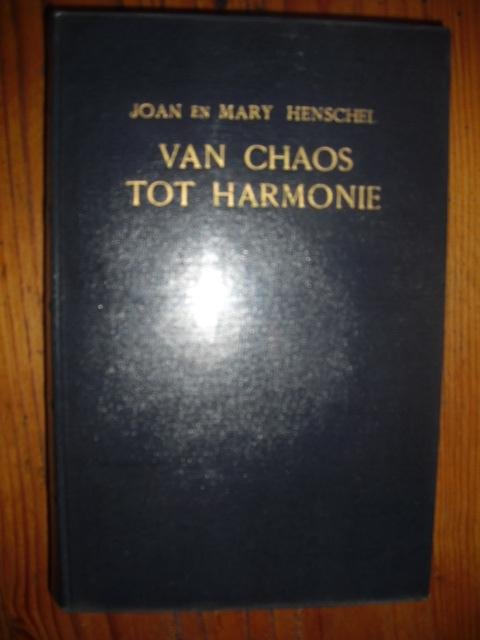 JOAN EN MARY HENSCHEL
VAN CHAOS
TOT HARMONIE